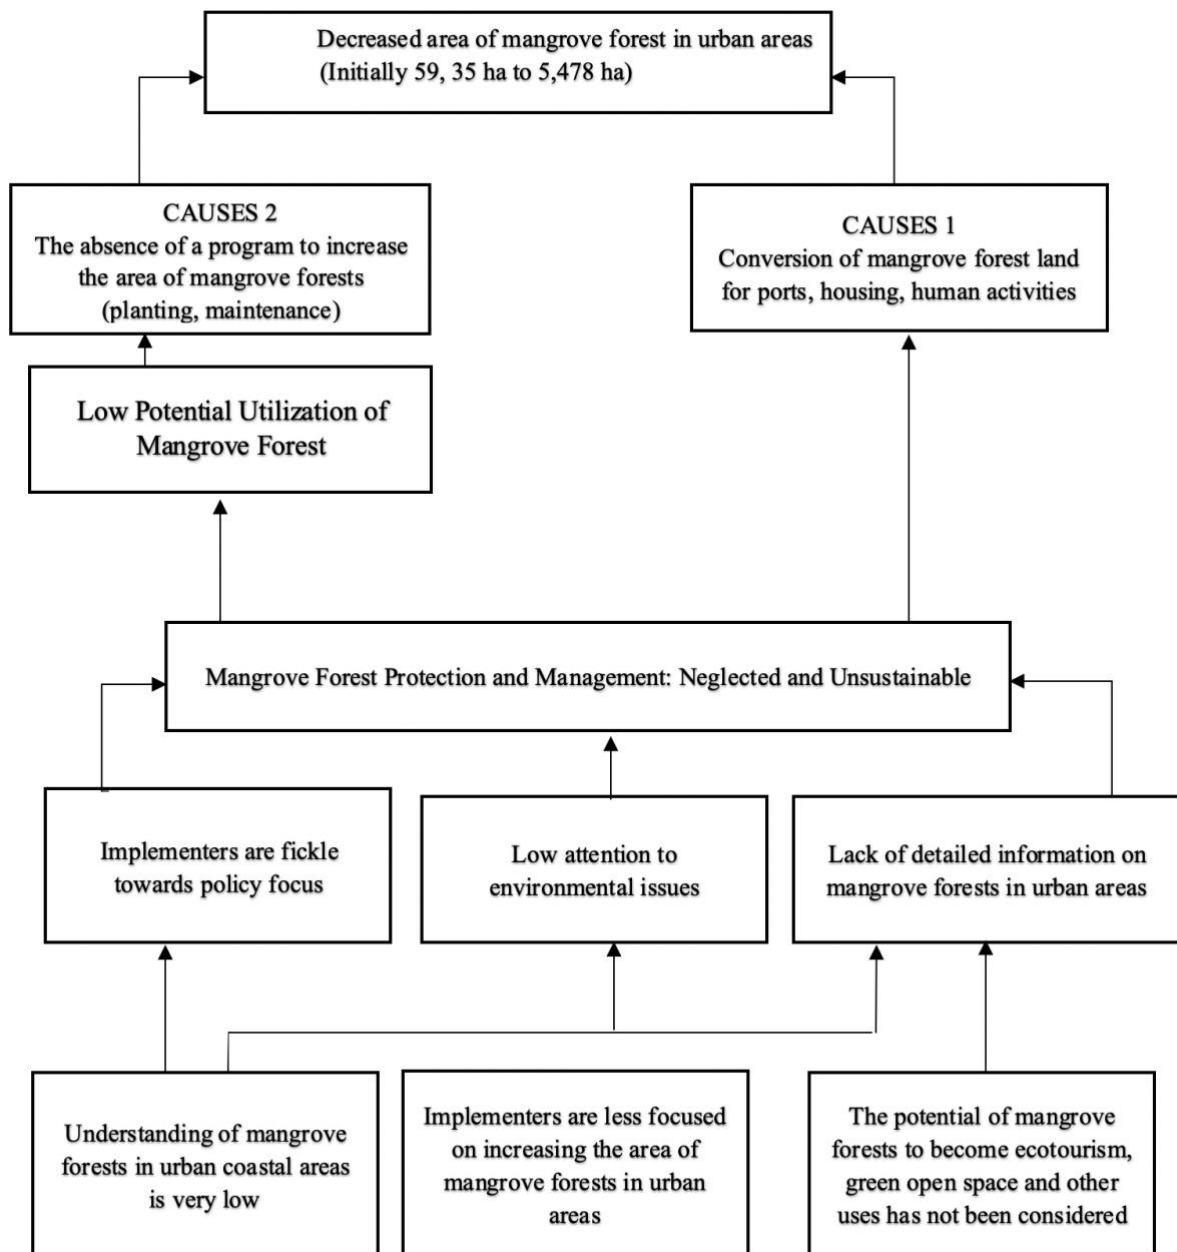 Decreased area of mangrove forest in urban areas
(Initially 59, 35 ha to 5,478 ha)
CAUSES 2
The absence of a program to increase
the area of mangrove forests
(planting, maintenance)
CAUSES 1
Conversion of mangrove forest land
for ports, housing, human activities
Low Potential Utilization of
Mangrove Forest
Mangrove Forest Protection and Management: Neglected and Unsustainable
Implementers are fickle
towards policy focus
Low attention to
environmental issues
Lack of detailed information on
mangrove forests in urban areas
Understanding of mangrove
forests in urban coastal areas
is very low
Implementers are less focused
on increasing the area of
mangrove forests in urban
areas
The potential of mangrove
forests to become ecotourism,
green open space and other
uses has not been considered